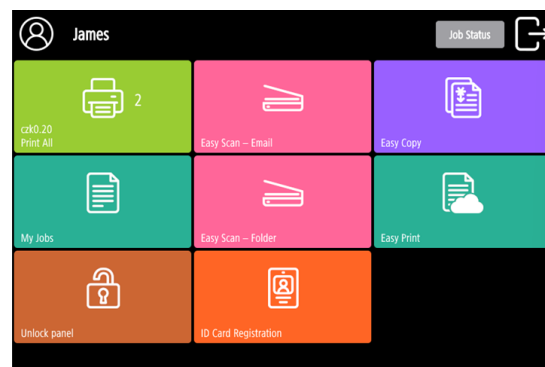 James
Job Status
2
czk0.20
Print All
Easy Scan – Email
Easy Copy
My Jobs
Easy Scan – Folder
Easy Print
Unlock panel
ID Card Registration